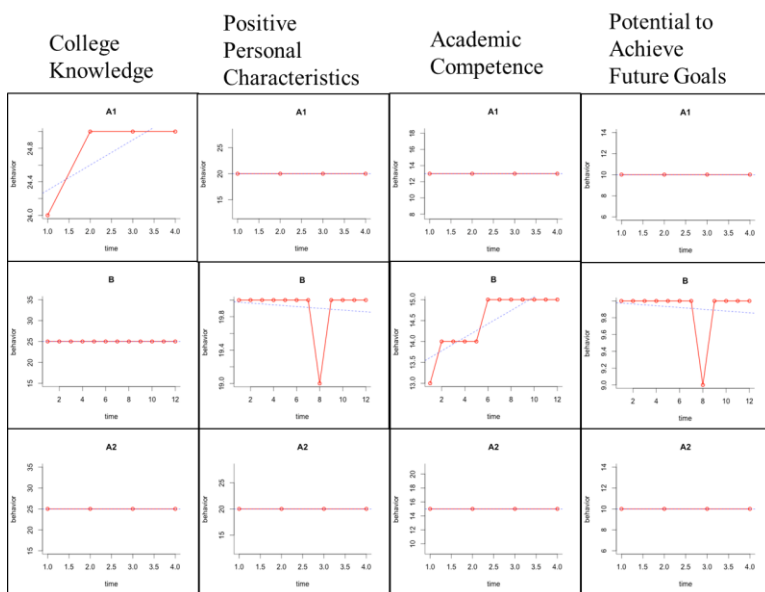 College
Knowledge
Positive
Personal
Characteristics
Academic
Competence
Potential to
Achieve
Future Goals
A1
behavior
24.0 24.4 24.8
1.0 1.5 2.0 2.5 3.0 3.5 4.0
time
A1
behavior
15 20 25
1.0 1.5 2.0 2.5 3.0 3.5 4.0
time
A1
behavior
8 10 12 14 16 18
1.0 1.5 2.0 2.5 3.0 3.5 4.0
time
A1
behavior
6 8 10 12 14
1.0 1.5 2.0 2.5 3.0 3.5 4.0
time
B
behavior
15 20 25 30 35
2 4 6 8 10 12
time
B
behavior
19.0 19.4 19.8
2 4 6 8 10 12
time
B
behavior
13.0 13.5 14.0 14.5 15.0
2 4 6 8 10 12
time
B
behavior
9.0 9.2 9.4 9.6 9.8
2 4 6 8 10 12
time
A2
behavior
15 20 25 30 35
1.0 1.5 2.0 2.5 3.0 3.5 4.0
time
A2
behavior
15 20 25
1.0 1.5 2.0 2.5 3.0 3.5 4.0
time
A2
behavior
10 12 14 16 18 20
1.0 1.5 2.0 2.5 3.0 3.5 4.0
time
A2
behavior
6 8 10 12 14
1.0 1.5 2.0 2.5 3.0 3.5 4.0
time